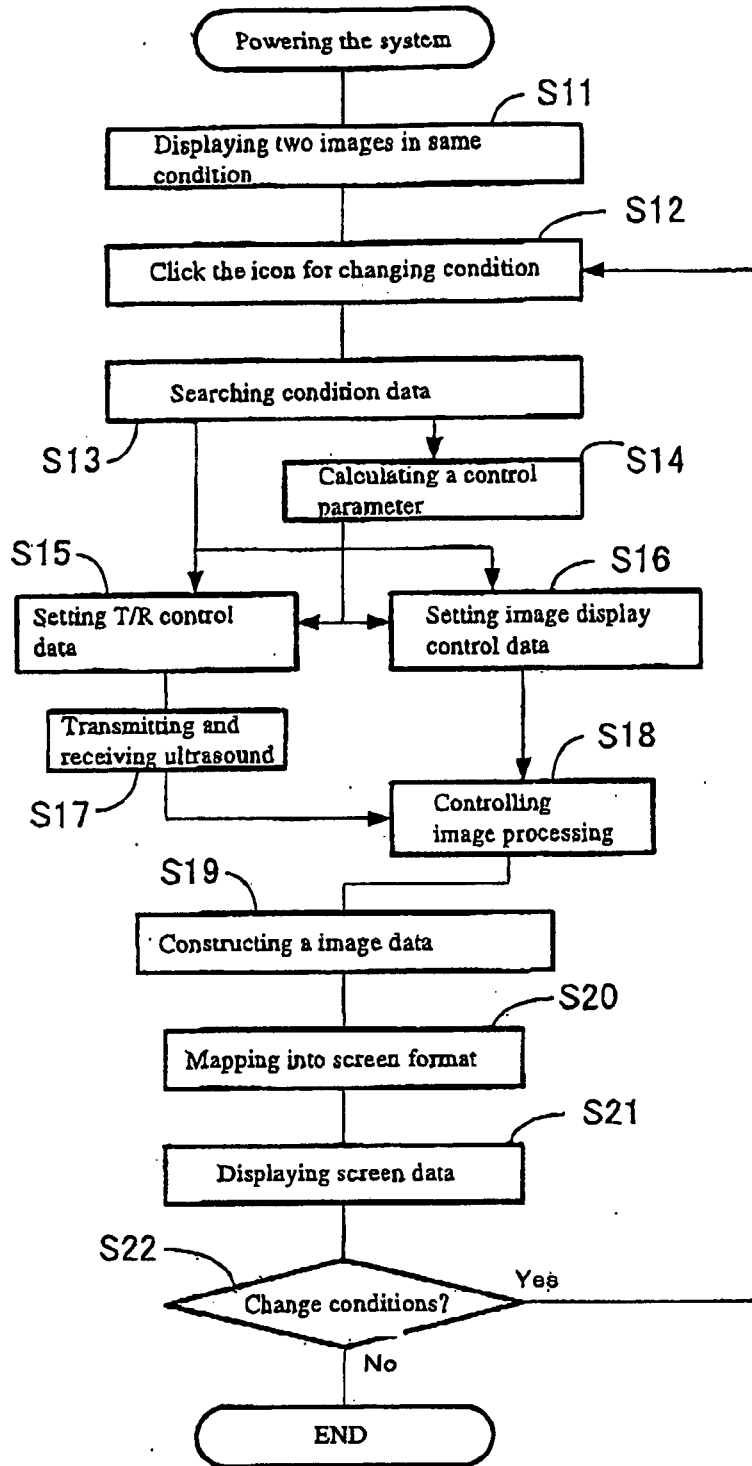 Powering the system
S11
Displaying two images in same
condition
S12
Click the icon for changing condition
Searching condition data
S13
S14
Calculating a control
parameter
S15
S16
Setting T/R control
data
Setting image display
control data
Transmitting and
receiving ultrasound
S17
S18
Controlling
image processing
S19
Constructing a image data
S20
Mapping into screen format
S21
Displaying screen data
S22
Change conditions?
Yes
No
END